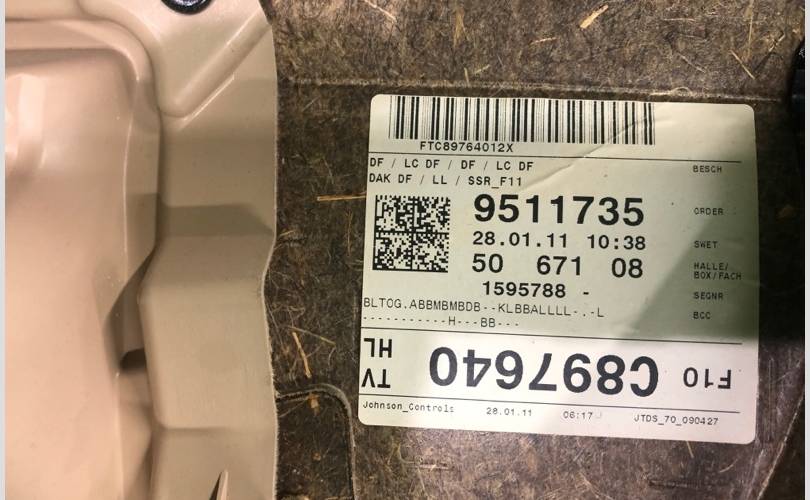 FTC89764012X
DF / LC DF / DF / LC DF BESCH
DAK DF / LL / SSR_F11
9511735 ORDER
28.01.11 10:38 SWET
50 671 08 HALLE/
BOX/FACH
1595788 - SEGNR
BLTOG.ABBMBMBDB--KLBBALLLL-.-L BCC
-----------H---BB---
F10 C897640 TV
HL
Johnson_Controls 28.01.11 06:17 JTDS_70_090427